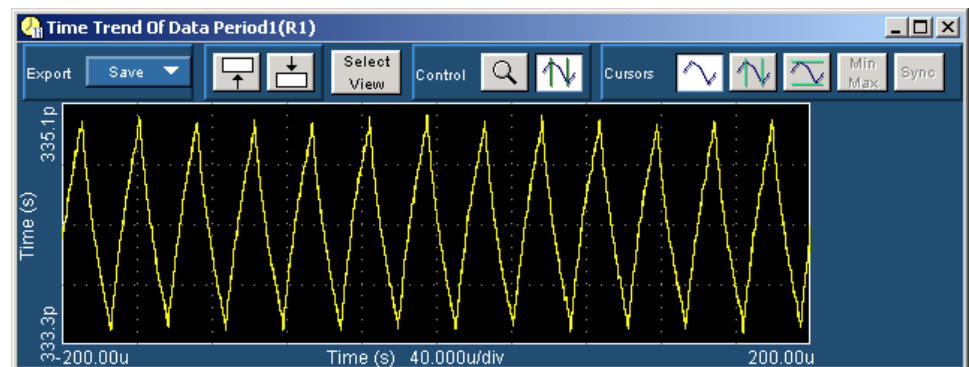 Time Trend Of Data Period1(R1)
Export Save Select View Control Cursors Min Max Sync
335.1p
Time (s)
333.3p
-200.00u Time (s) 40.000u/div 200.00u